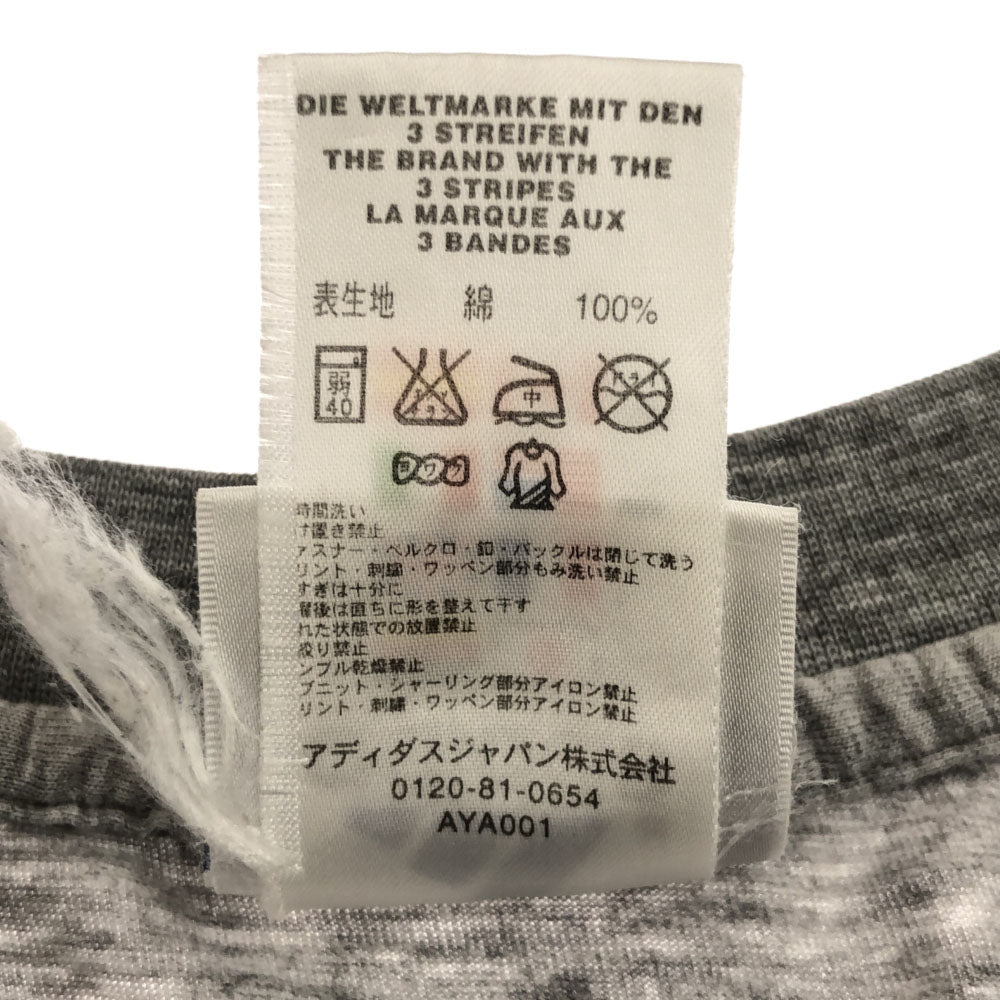 DIE WELTMARKE MIT DEN
3 STREIFEN
THE BRAND WITH THE
3 STRIPES
LA MARQUE AUX
3 BANDES
表生地 綿 100%
弱 中 ドライ
40
ヨワク
時間洗い
け置き禁止
ァスナー・ベルクロ・釦・バックルは閉じて洗う
リント・刺繍・ワッペン部分もみ洗い禁止
すぎは十分に
濯後は直ちに形を整えて干す
れた状態での放置禁止
絞り禁止
ンブル乾燥禁止
ブニット・シャーリング部分アイロン禁止
リント・刺繍・ワッペン部分アイロン禁止
アディダスジャパン株式会社
0120-81-0654
AYA001